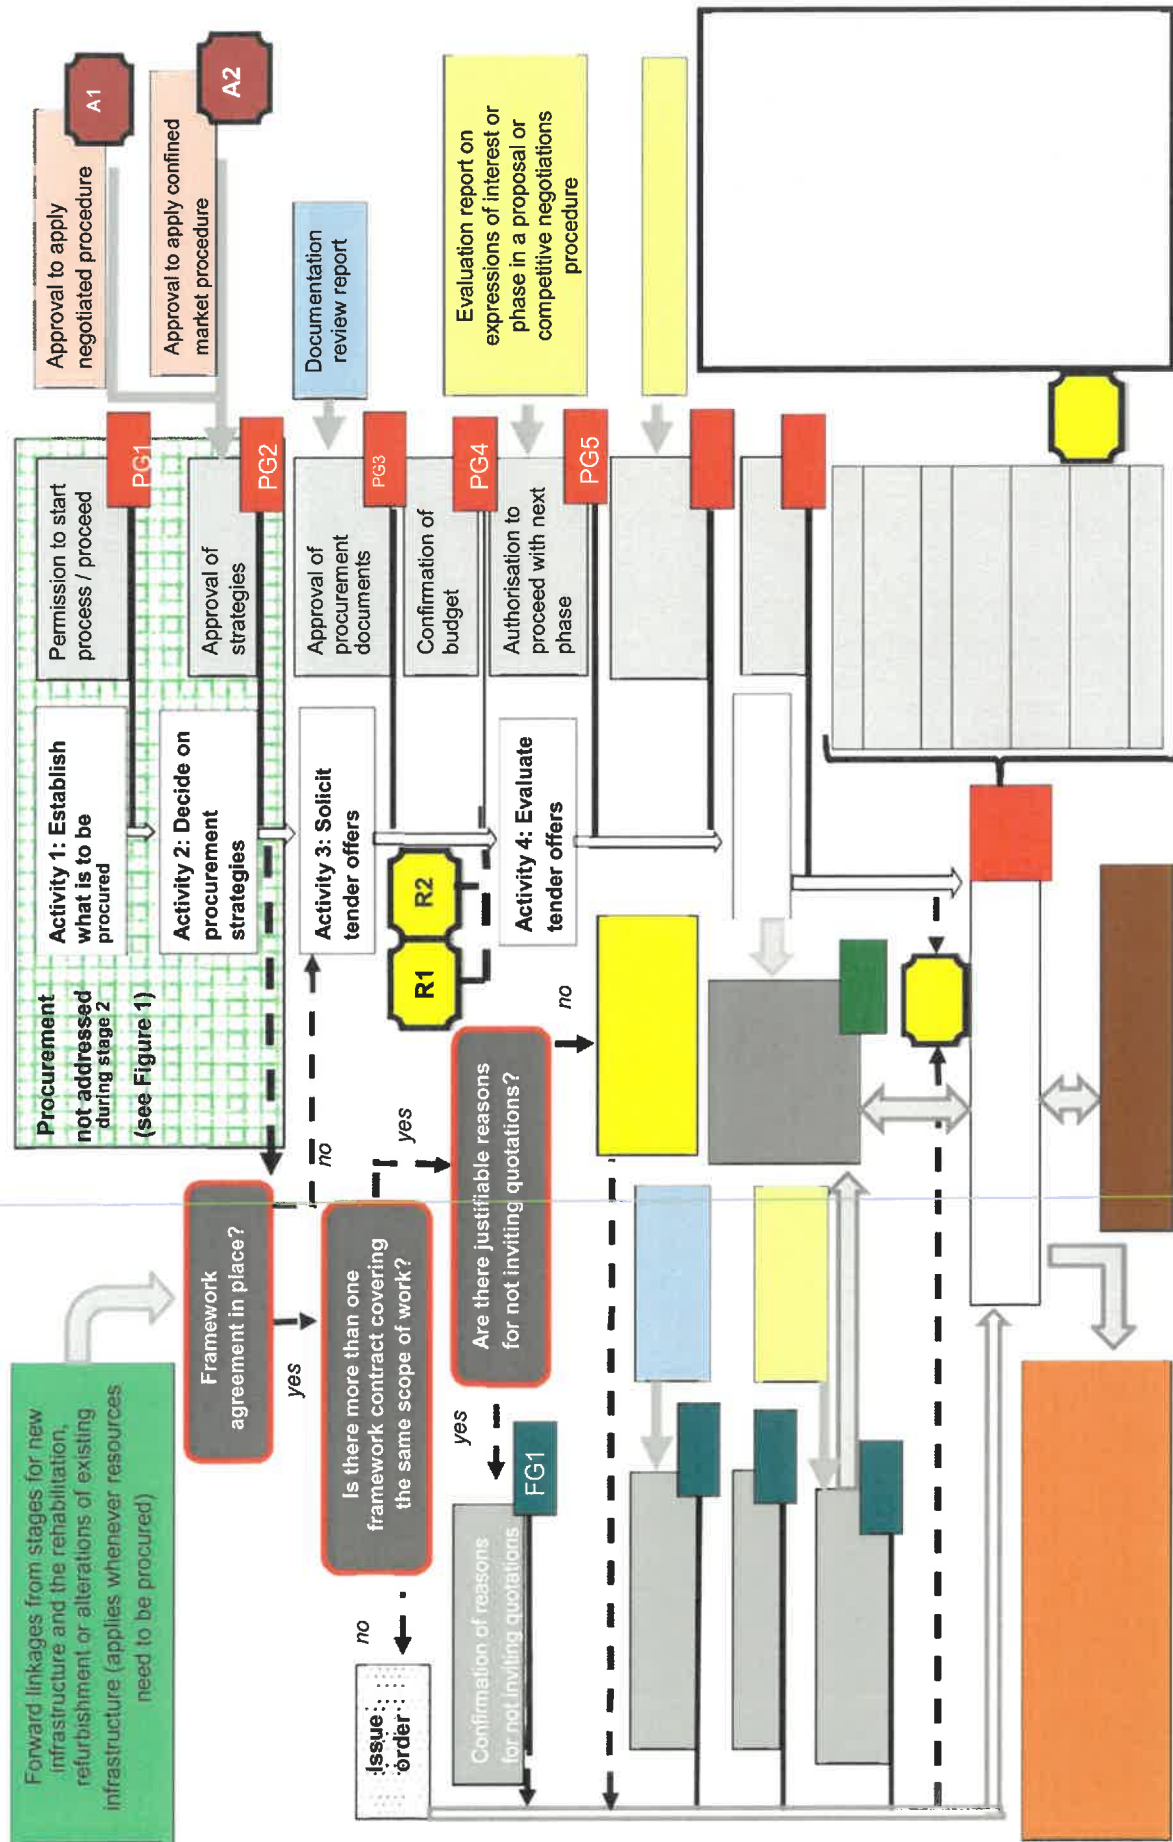 Forward linkages from stages for new
infrastructure and the rehabilitation,
refurbishment or alterations of existing
infrastructure (applies whenever resources
need to be procured)
Framework
agreement in place?
yes
no
Is there more than one
framework contract covering
the same scope of work?
no
yes
Issue
order
Are there justifiable reasons
for not inviting quotations?
yes
no
Confirmation of reasons
for not inviting quotations
FG1
Procurement
not addressed
during stage 2
(see Figure 1)
Activity 1: Establish
what is to be
procured
Permission to start
process / proceed
PG1
Activity 2: Decide on
procurement
strategies
Approval of
strategies
PG2
Activity 3: Solicit
tender offers
Approval of
procurement
documents
PG3
R1
R2
Confirmation of
budget
PG4
Activity 4: Evaluate
tender offers
Authorisation to
proceed with next
phase
PG5
Approval to apply
negotiated procedure
A1
Approval to apply confined
market procedure
A2
Documentation
review report
Evaluation report on
expressions of interest or
phase in a proposal or
competitive negotiations
procedure